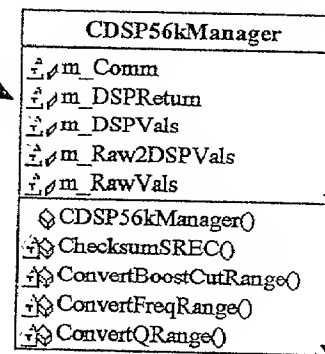 CDSP56kManager
m_Comm
m_DSPReturn
m_DSPVals
m_Raw2DSPVals
m_RawVals
CDSP56kManager()
ChecksumSREC()
ConvertBoostCutRange()
ConvertFreqRange()
ConvertQRange()